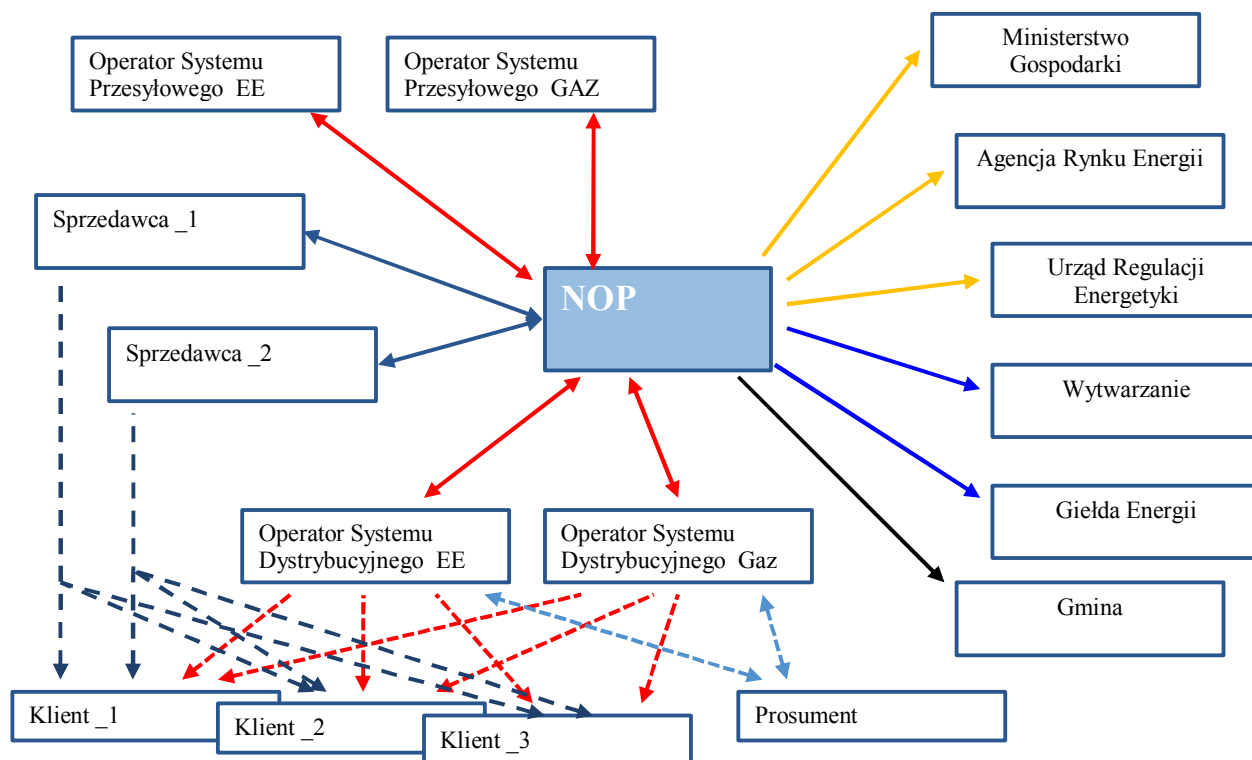 Operator Systemu
Przesyłowego EE
Operator Systemu
Przesyłowego GAZ
Ministerstwo
Gospodarki
Agencja Rynku Energii
Sprzedawca _1
Urząd Regulacji
Energetyki
NOP
Sprzedawca _2
Wytwarzanie
Giełda Energii
Operator Systemu
Dystrybucyjnego EE
Operator Systemu
Dystrybucyjnego Gaz
Gmina
Klient _1
Klient _2
Klient _3
Prosument